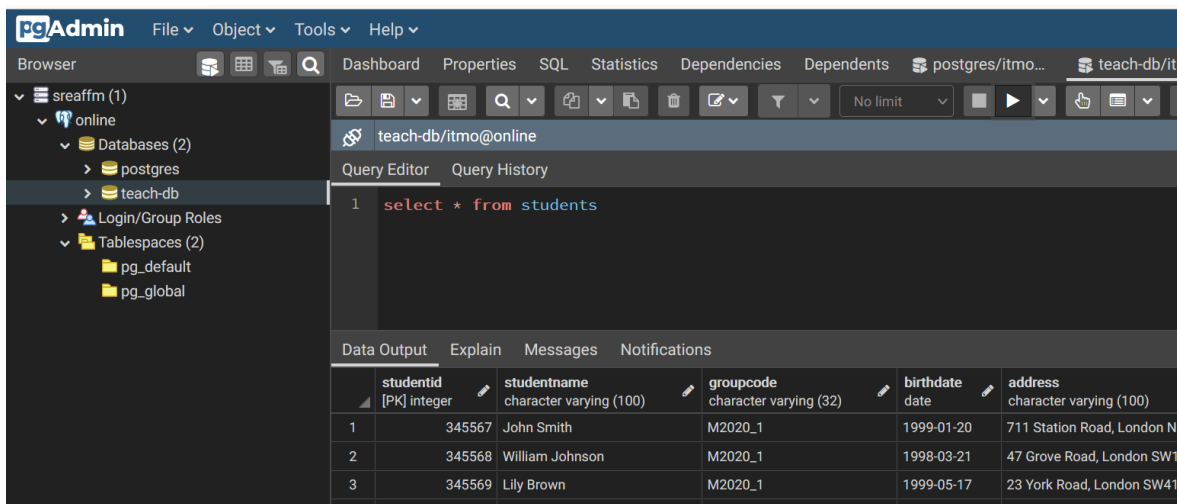 pgAdmin File Object Tools Help
Browser
Dashboard Properties SQL Statistics Dependencies Dependents postgres/itmo... teach-db/it
sreaffm (1)
online
Databases (2)
postgres
teach-db
Login/Group Roles
Tablespaces (2)
pg_default
pg_global
No limit
teach-db/itmo@online
Query Editor Query History
1 select * from students
Data Output Explain Messages Notifications
studentid studentname groupcode birthdate address
[PK] integer character varying (100) character varying (32) date character varying (100)
1 345567 John Smith M2020_1 1999-01-20 711 Station Road, London N
2 345568 William Johnson M2020_1 1998-03-21 47 Grove Road, London SW1
3 345569 Lily Brown M2020_1 1999-05-17 23 York Road, London SW41